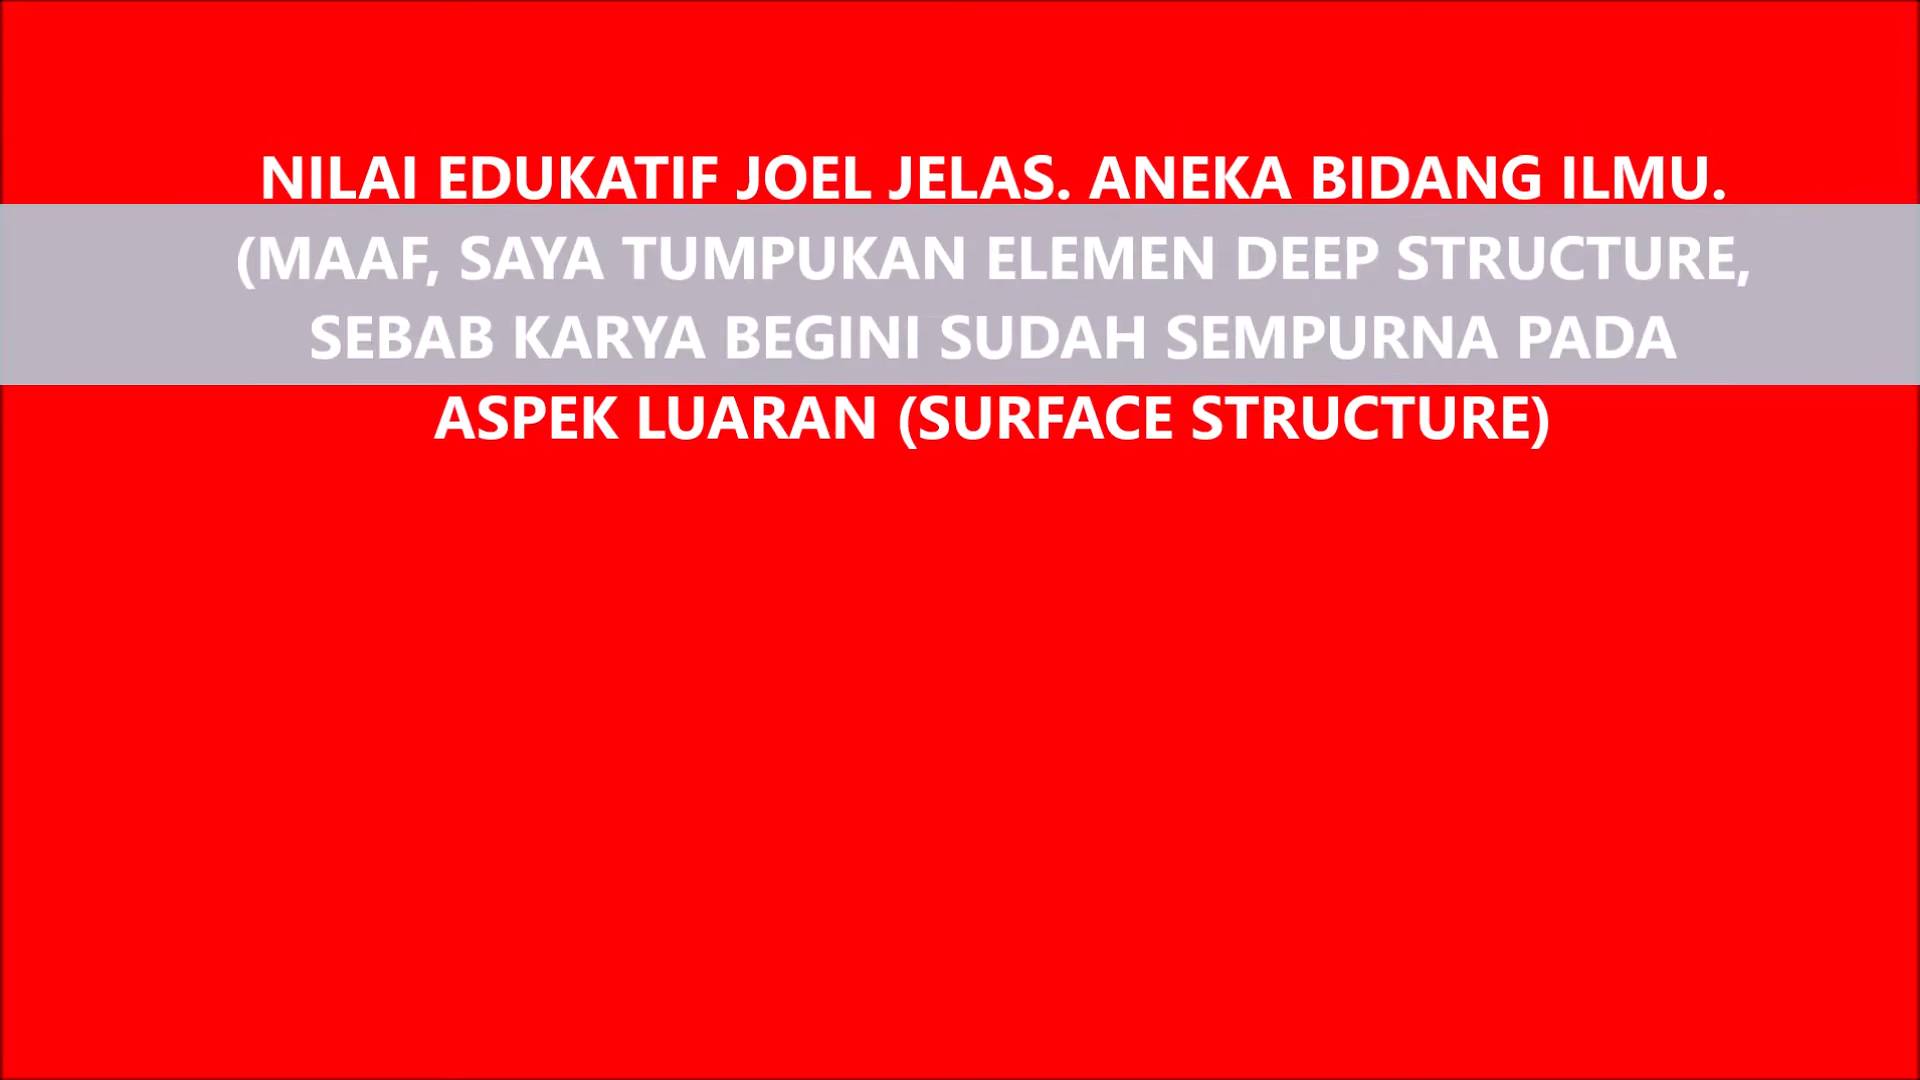 NILAI EDUKATIF JOEL JELAS. ANEKA BIDANG ILMU.
(MAAF, SAYA TUMPUKAN ELEMEN DEEP STRUCTURE,
SEBAB KARYA BEGINI SUDAH SEMPURNA PADA
ASPEK LUARAN (SURFACE STRUCTURE)